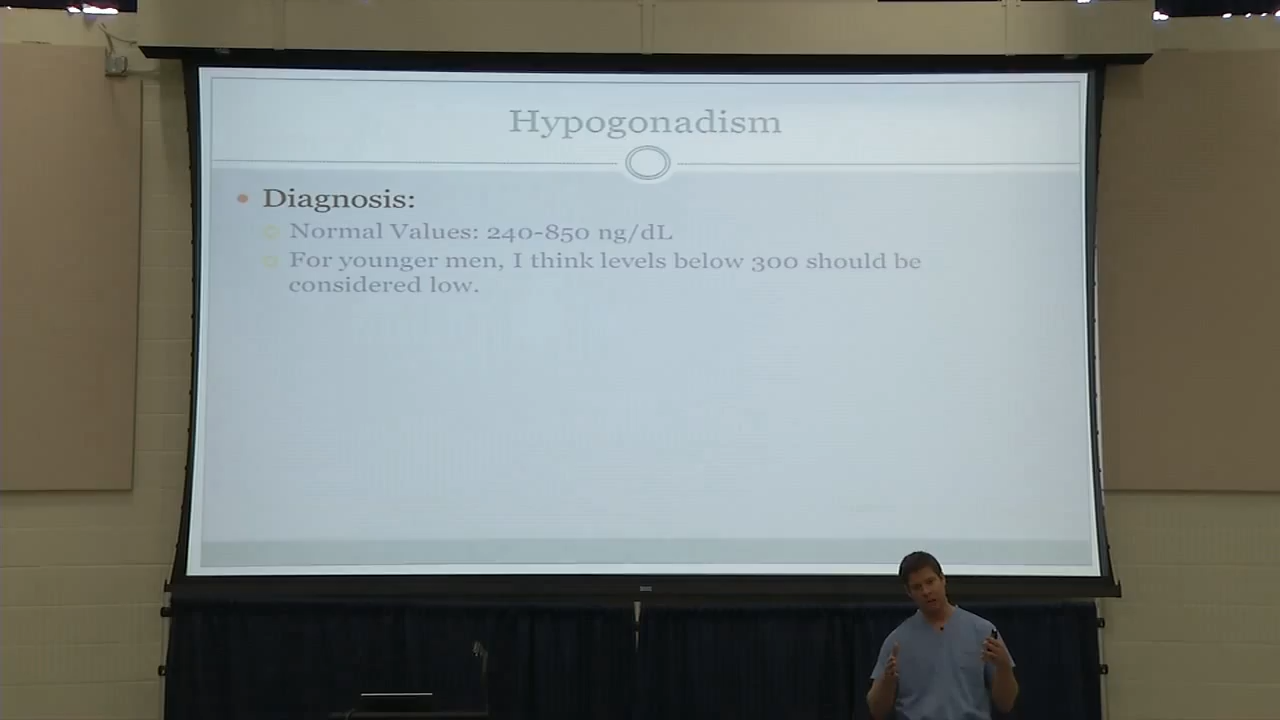 Hypogonadism
Diagnosis:
Normal Values: 240-850 ng/dL
For younger men, I think levels below 300 should be
considered low.